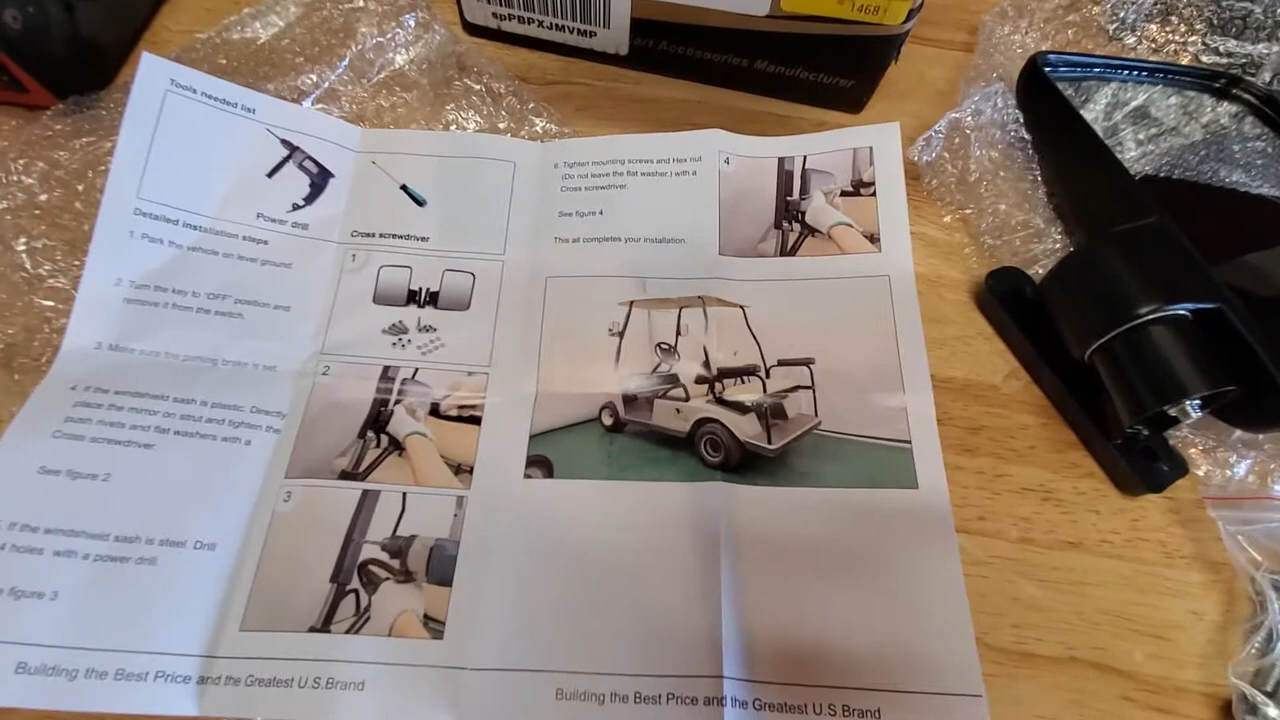 spPBPXJMVMP
1468
Cart Accessories Manufacturer
Tools needed list
Power drill
Cross screwdriver
Detailed installation steps
1. Park the vehicle on level ground.
2. Turn the key to "OFF" position and
remove it from the switch.
3. Make sure the parking brake is set.
4. If the windshield sash is plastic. Directly
place the mirror on strut and tighten the
push rivets and flat washers with a
Cross screwdriver.
See figure 2
. If the windshield sash is steel. Drill
4 holes with a power drill.
figure 3
1
2
3
Building the Best Price and the Greatest U.S.Brand
6. Tighten mounting screws and Hex nut
(Do not leave the flat washer,) with a
Cross screwdriver.
See figure 4
This all completes your installation.
4
Building the Best Price and the Greatest U.S.Brand